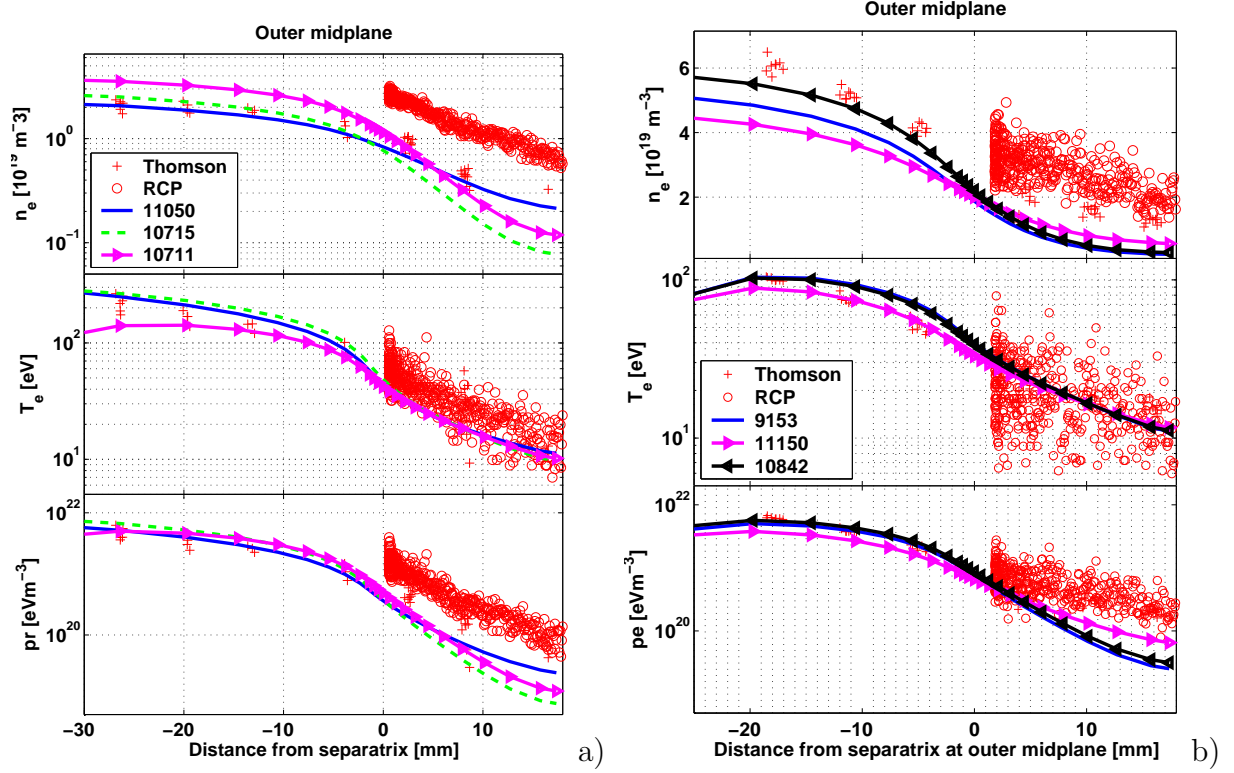 Outer midplane
n_e [10^19 m−3]
10^0
10^−1
Thomson
RCP
11050
10715
10711
T_e [eV]
10^2
10^1
pr [eVm^−3]
10^22
10^20
−30 −20 −10 0 10
Distance from separatrix [mm]
a)
Outer midplane
n_e [10^19 m^−3]
6
4
2
T_e [eV]
10^2
10^1
Thomson
RCP
9153
11150
10842
pe [eVm^−3]
10^22
10^20
−20 −10 0 10
Distance from separatrix at outer midplane [mm]
b)